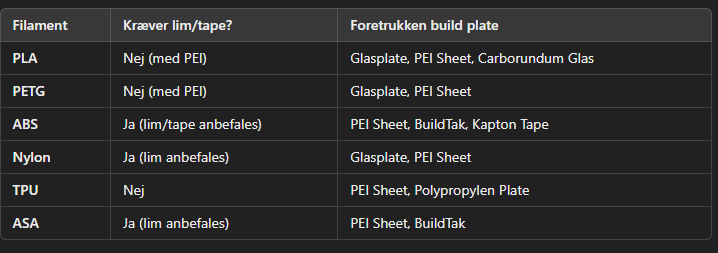 Filament Kræver lim/tape? Foretrukken build plate
PLA Nej (med PEI) Glasplate, PEI Sheet, Carborundum Glas
PETG Nej (med PEI) Glasplate, PEI Sheet
ABS Ja (lim/tape anbefales) PEI Sheet, BuildTak, Kapton Tape
Nylon Ja (lim anbefales) Glasplate, PEI Sheet
TPU Nej PEI Sheet, Polypropylen Plate
ASA Ja (lim anbefales) PEI Sheet, BuildTak